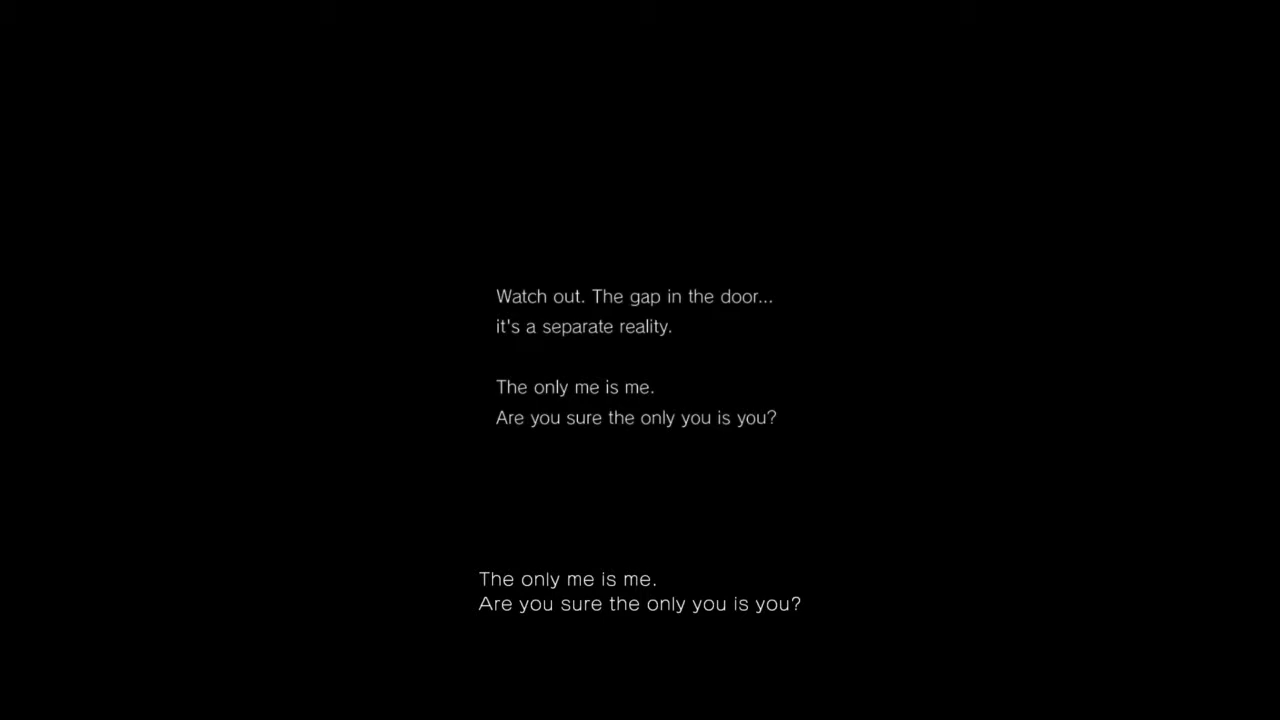 Watch out. The gap in the door...
it's a separate reality.
The only me is me.
Are you sure the only you is you?
The only me is me.
Are you sure the only you is you?